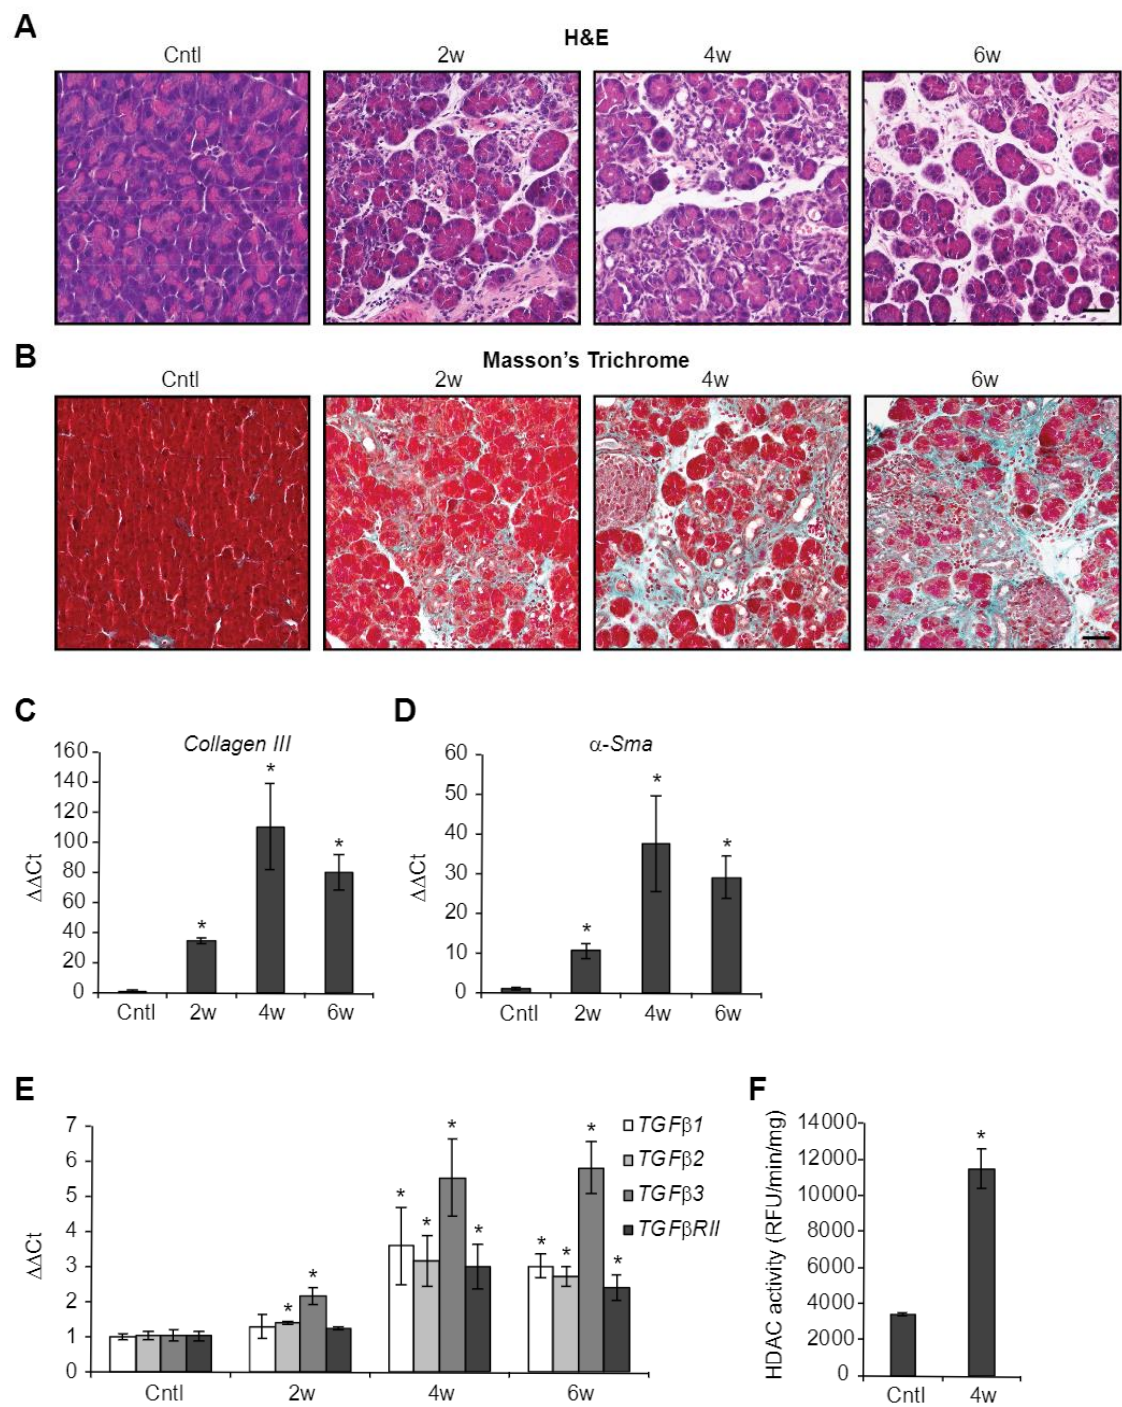 A
H&E
Cntl 2w 4w 6w
B
Masson's Trichrome
Cntl 2w 4w 6w
C
Collagen III
ΔΔCt
160
140
120
100
80
60
40
20
0
* * *
Cntl 2w 4w 6w
D
α-Sma
ΔΔCt
60
50
40
30
20
10
0
* * *
Cntl 2w 4w 6w
E
ΔΔCt
7
6
5
4
3
2
1
0
* * * * * * * * * *
TGFβ1
TGFβ2
TGFβ3
TGFβRII
Cntl 2w 4w 6w
F
HDAC activity (RFU/min/mg)
14000
12000
10000
8000
6000
4000
2000
0
*
Cntl 4w